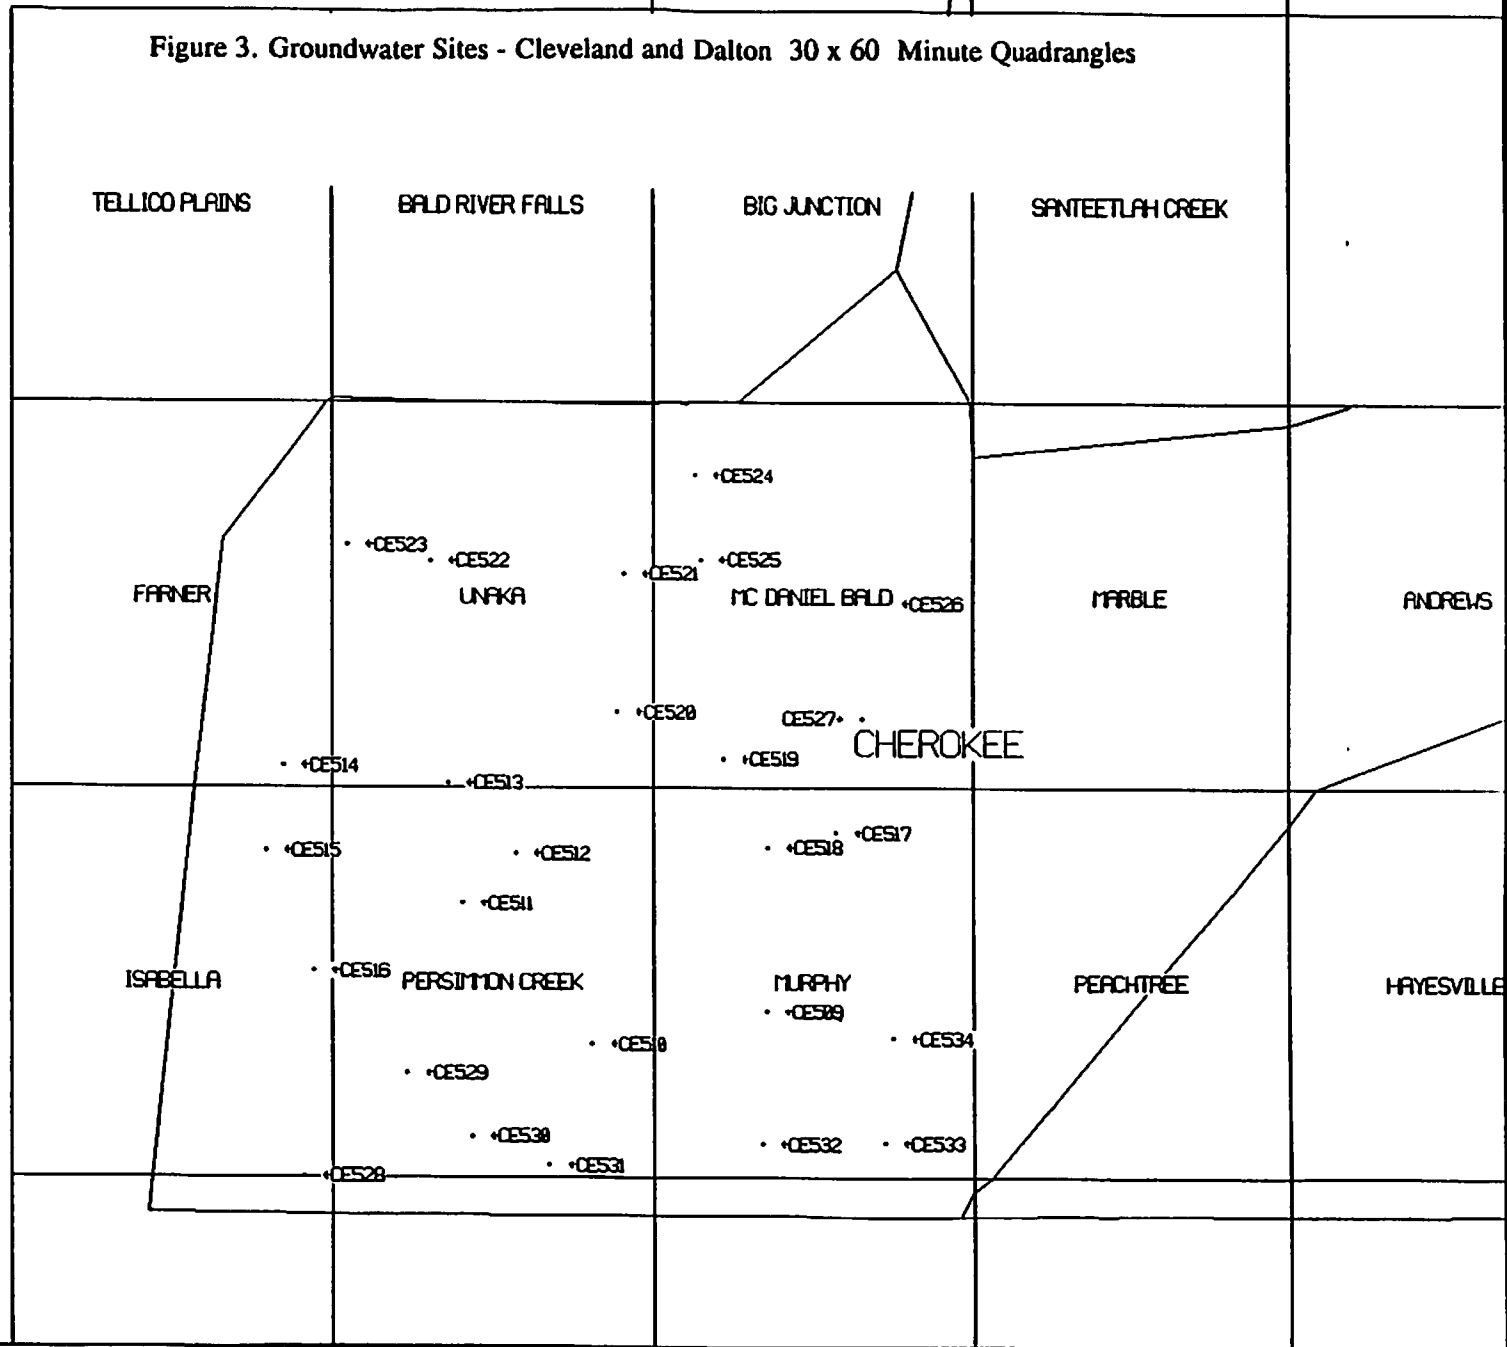 Figure 3. Groundwater Sites - Cleveland and Dalton 30 x 60 Minute Quadrangles
TELLICO PLAINS
BALD RIVER FALLS
BIG JUNCTION
SANTEETLAH CREEK
CE524
CE523
CE522
CE521
CE525
FARNER
UNAKA
MC DANIEL BALD
CE526
MARBLE
ANDREWS
CE520
CE527
CHEROKEE
CE519
CE514
CE513
CE517
CE515
CE512
CE518
CE511
CE516
ISABELLA
PERSIMMON CREEK
MURPHY
PEACHTREE
HAYESVILLE
CE509
CE510
CE534
CE529
CE530
CE532
CE533
CE531
CE528